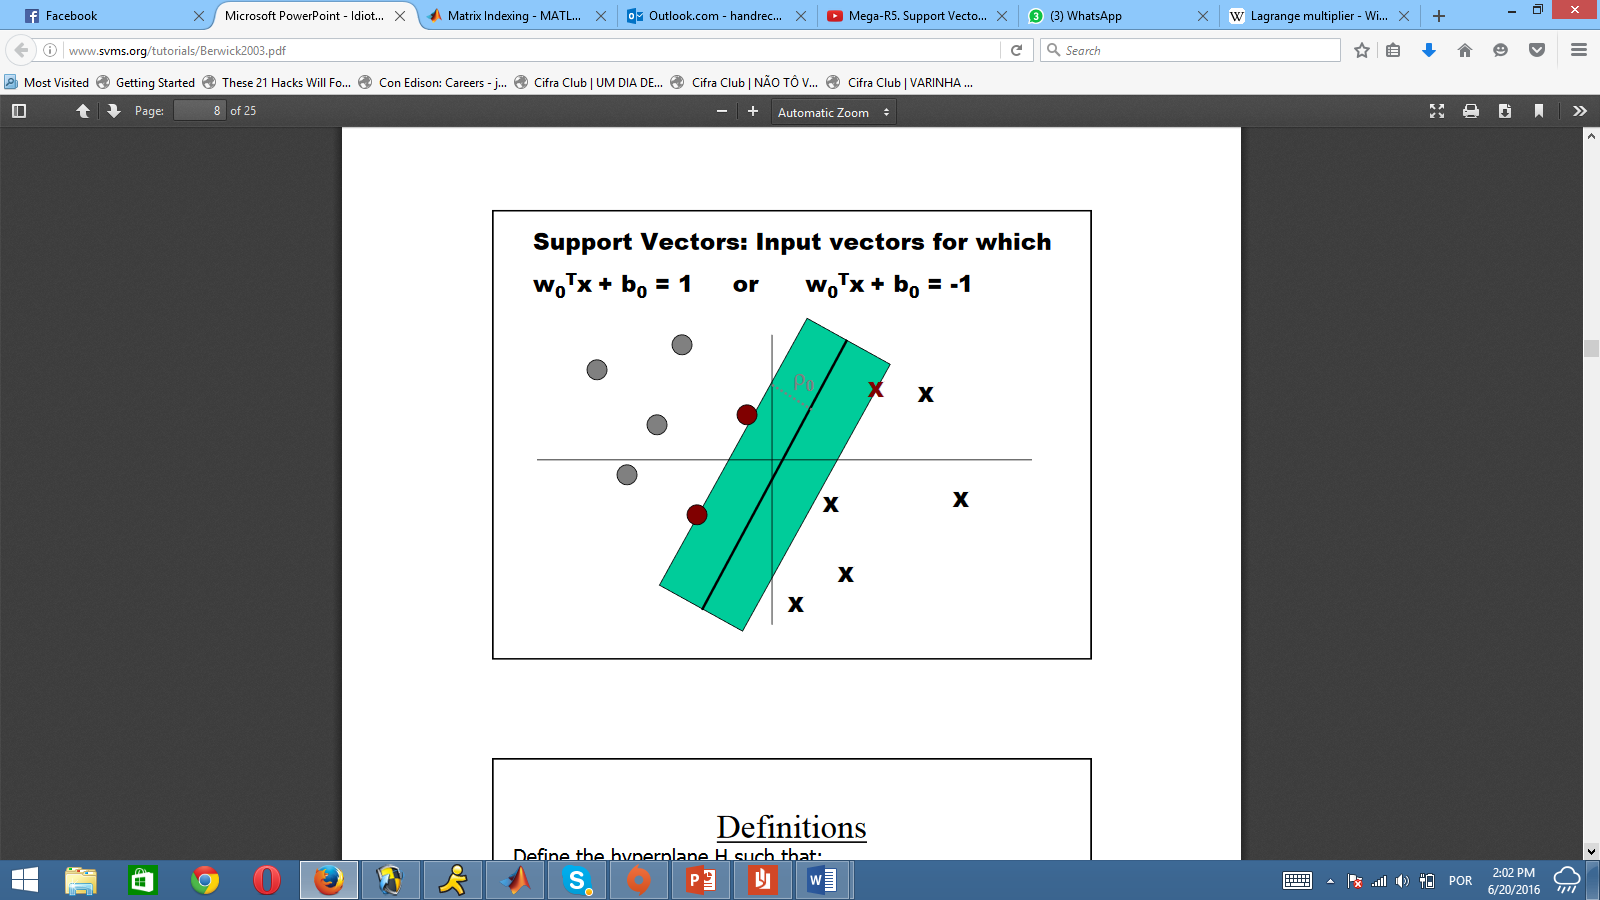 Facebook
Microsoft PowerPoint - Idiot...
Matrix Indexing - MATL...
Outlook.com - handrec...
Mega-R5. Support Vecto...
(3) WhatsApp
Lagrange multiplier - Wi...
www.svms.org/tutorials/Berwick2003.pdf
Search
Most Visited
Getting Started
These 21 Hacks Will Fo...
Con Edison: Careers - j...
Cifra Club | UM DIA DE...
Cifra Club | NÃO TÔ V...
Cifra Club | VARINHA ...
Page: 8 of 25
Automatic Zoom
Support Vectors: Input vectors for which
w₀ᵀx + b₀ = 1 or w₀ᵀx + b₀ = -1
ρ₀
x x
x x
x
x
Definitions
Define the hyperplane H such that:
POR
2:02 PM
6/20/2016